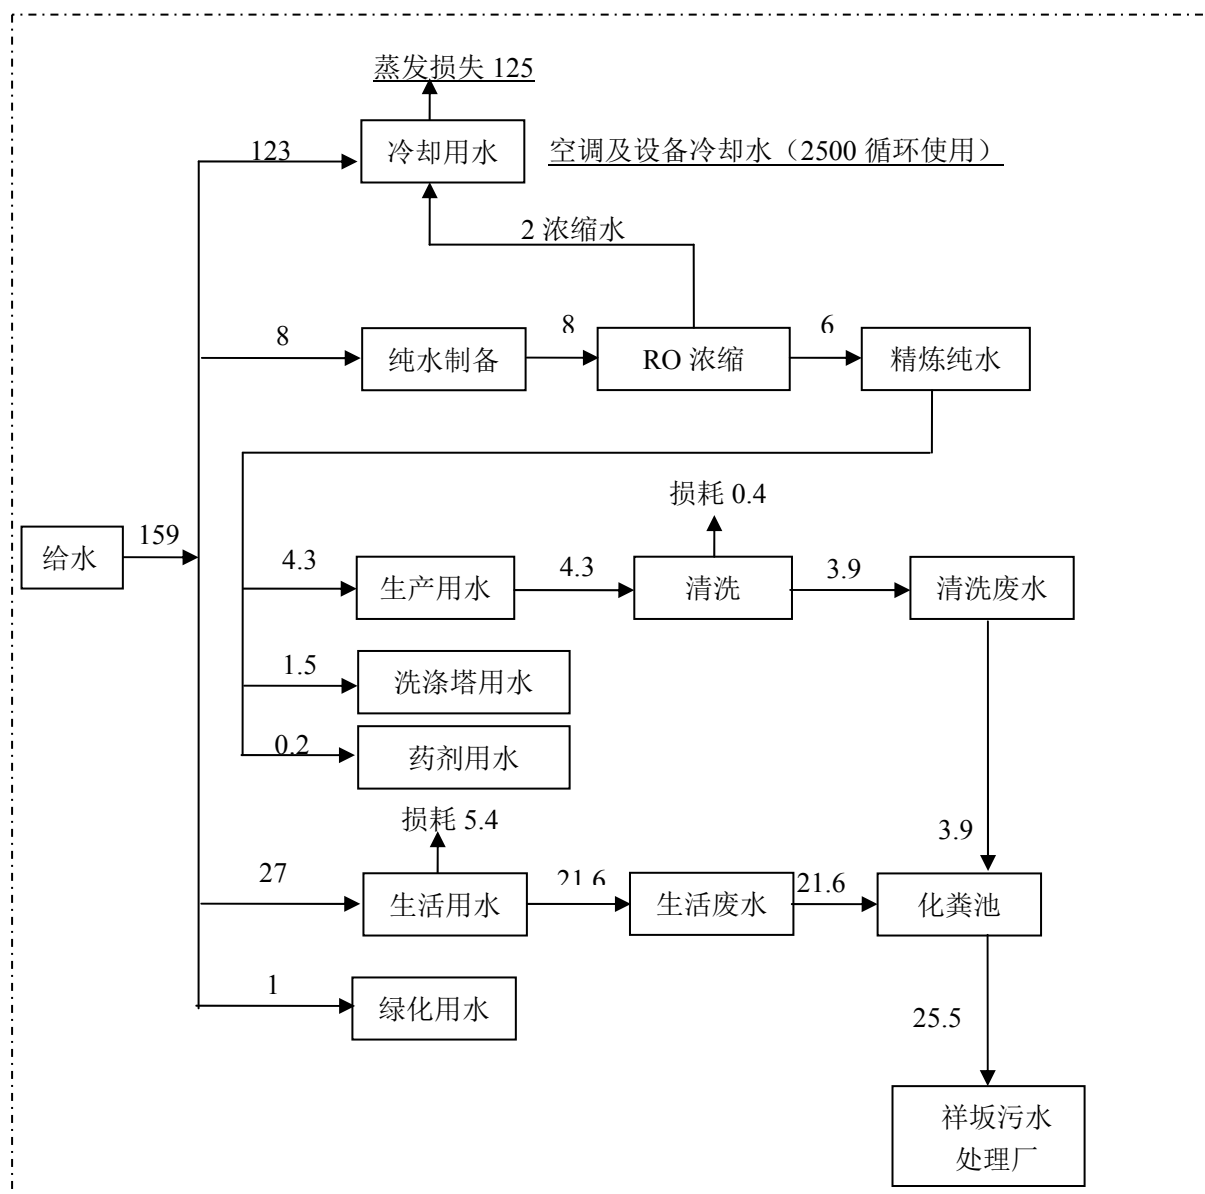 蒸发损失 125
123
冷却用水
空调及设备冷却水（2500 循环使用）
2 浓缩水
8
纯水制备
8
RO 浓缩
6
精炼纯水
损耗 0.4
给水
159
4.3
生产用水
4.3
清洗
3.9
清洗废水
1.5
洗涤塔用水
0.2
药剂用水
损耗 5.4
3.9
27
生活用水
21.6
生活废水
21.6
化粪池
1
绿化用水
25.5
祥坂污水
处理厂